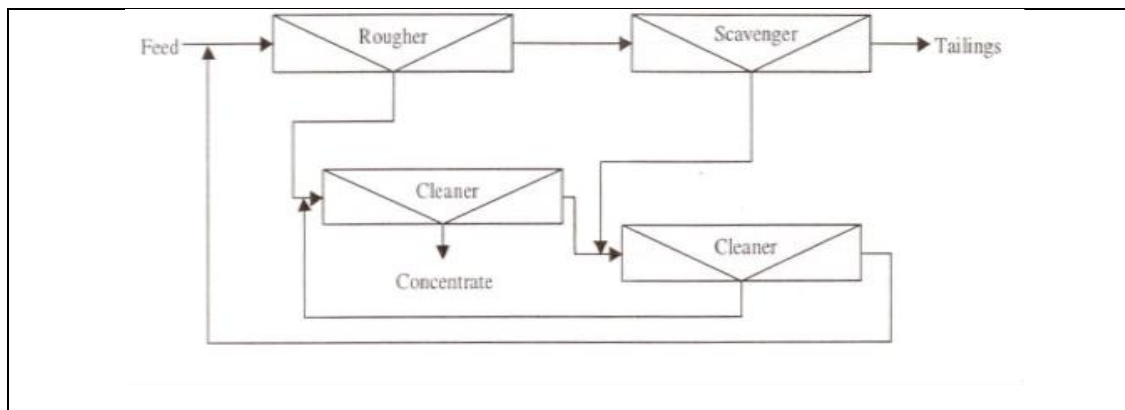 Feed
Rougher
Scavenger
Tailings
Cleaner
Concentrate
Cleaner